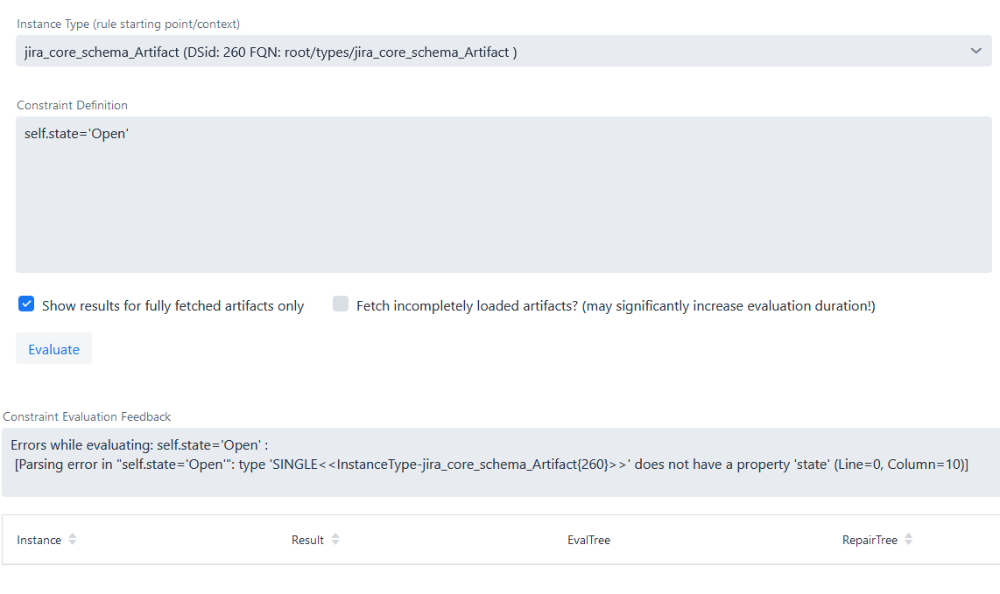 Instance Type (rule starting point/context)
jira_core_schema_Artifact (DSid: 260 FQN: root/types/jira_core_schema_Artifact )
Constraint Definition
self.state='Open'
Show results for fully fetched artifacts only Fetch incompletely loaded artifacts? (may significantly increase evaluation duration!)
Evaluate
Constraint Evaluation Feedback
Errors while evaluating: self.state='Open' :
[Parsing error in "self.state='Open'": type 'SINGLE<<InstanceType-jira_core_schema_Artifact{260}>>' does not have a property 'state' (Line=0, Column=10)]
Instance Result EvalTree RepairTree